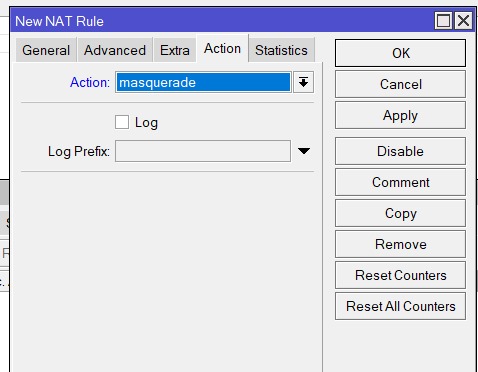 New NAT Rule
General Advanced Extra Action Statistics
Action: masquerade
Log
Log Prefix:
OK
Cancel
Apply
Disable
Comment
Copy
Remove
Reset Counters
Reset All Counters